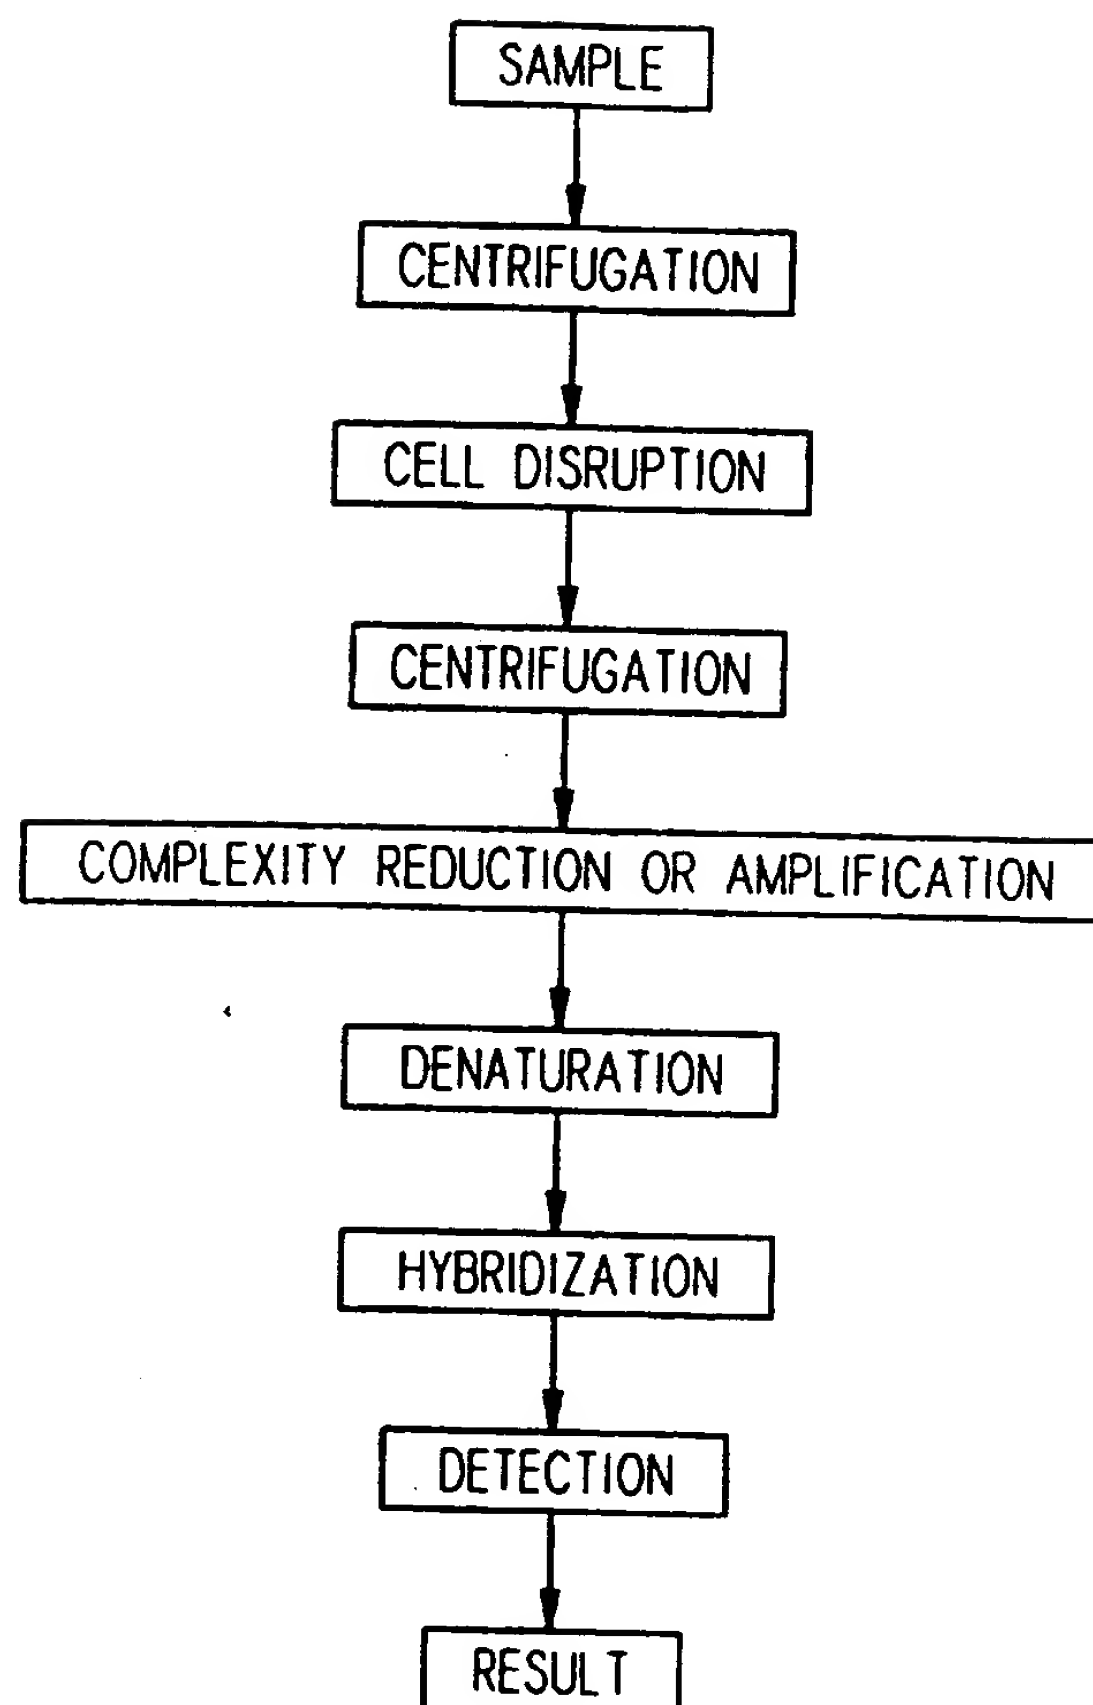 SAMPLE
CENTRIFUGATION
CELL DISRUPTION
CENTRIFUGATION
COMPLEXITY REDUCTION OR AMPLIFICATION
DENATURATION
HYBRIDIZATION
DETECTION
RESULT